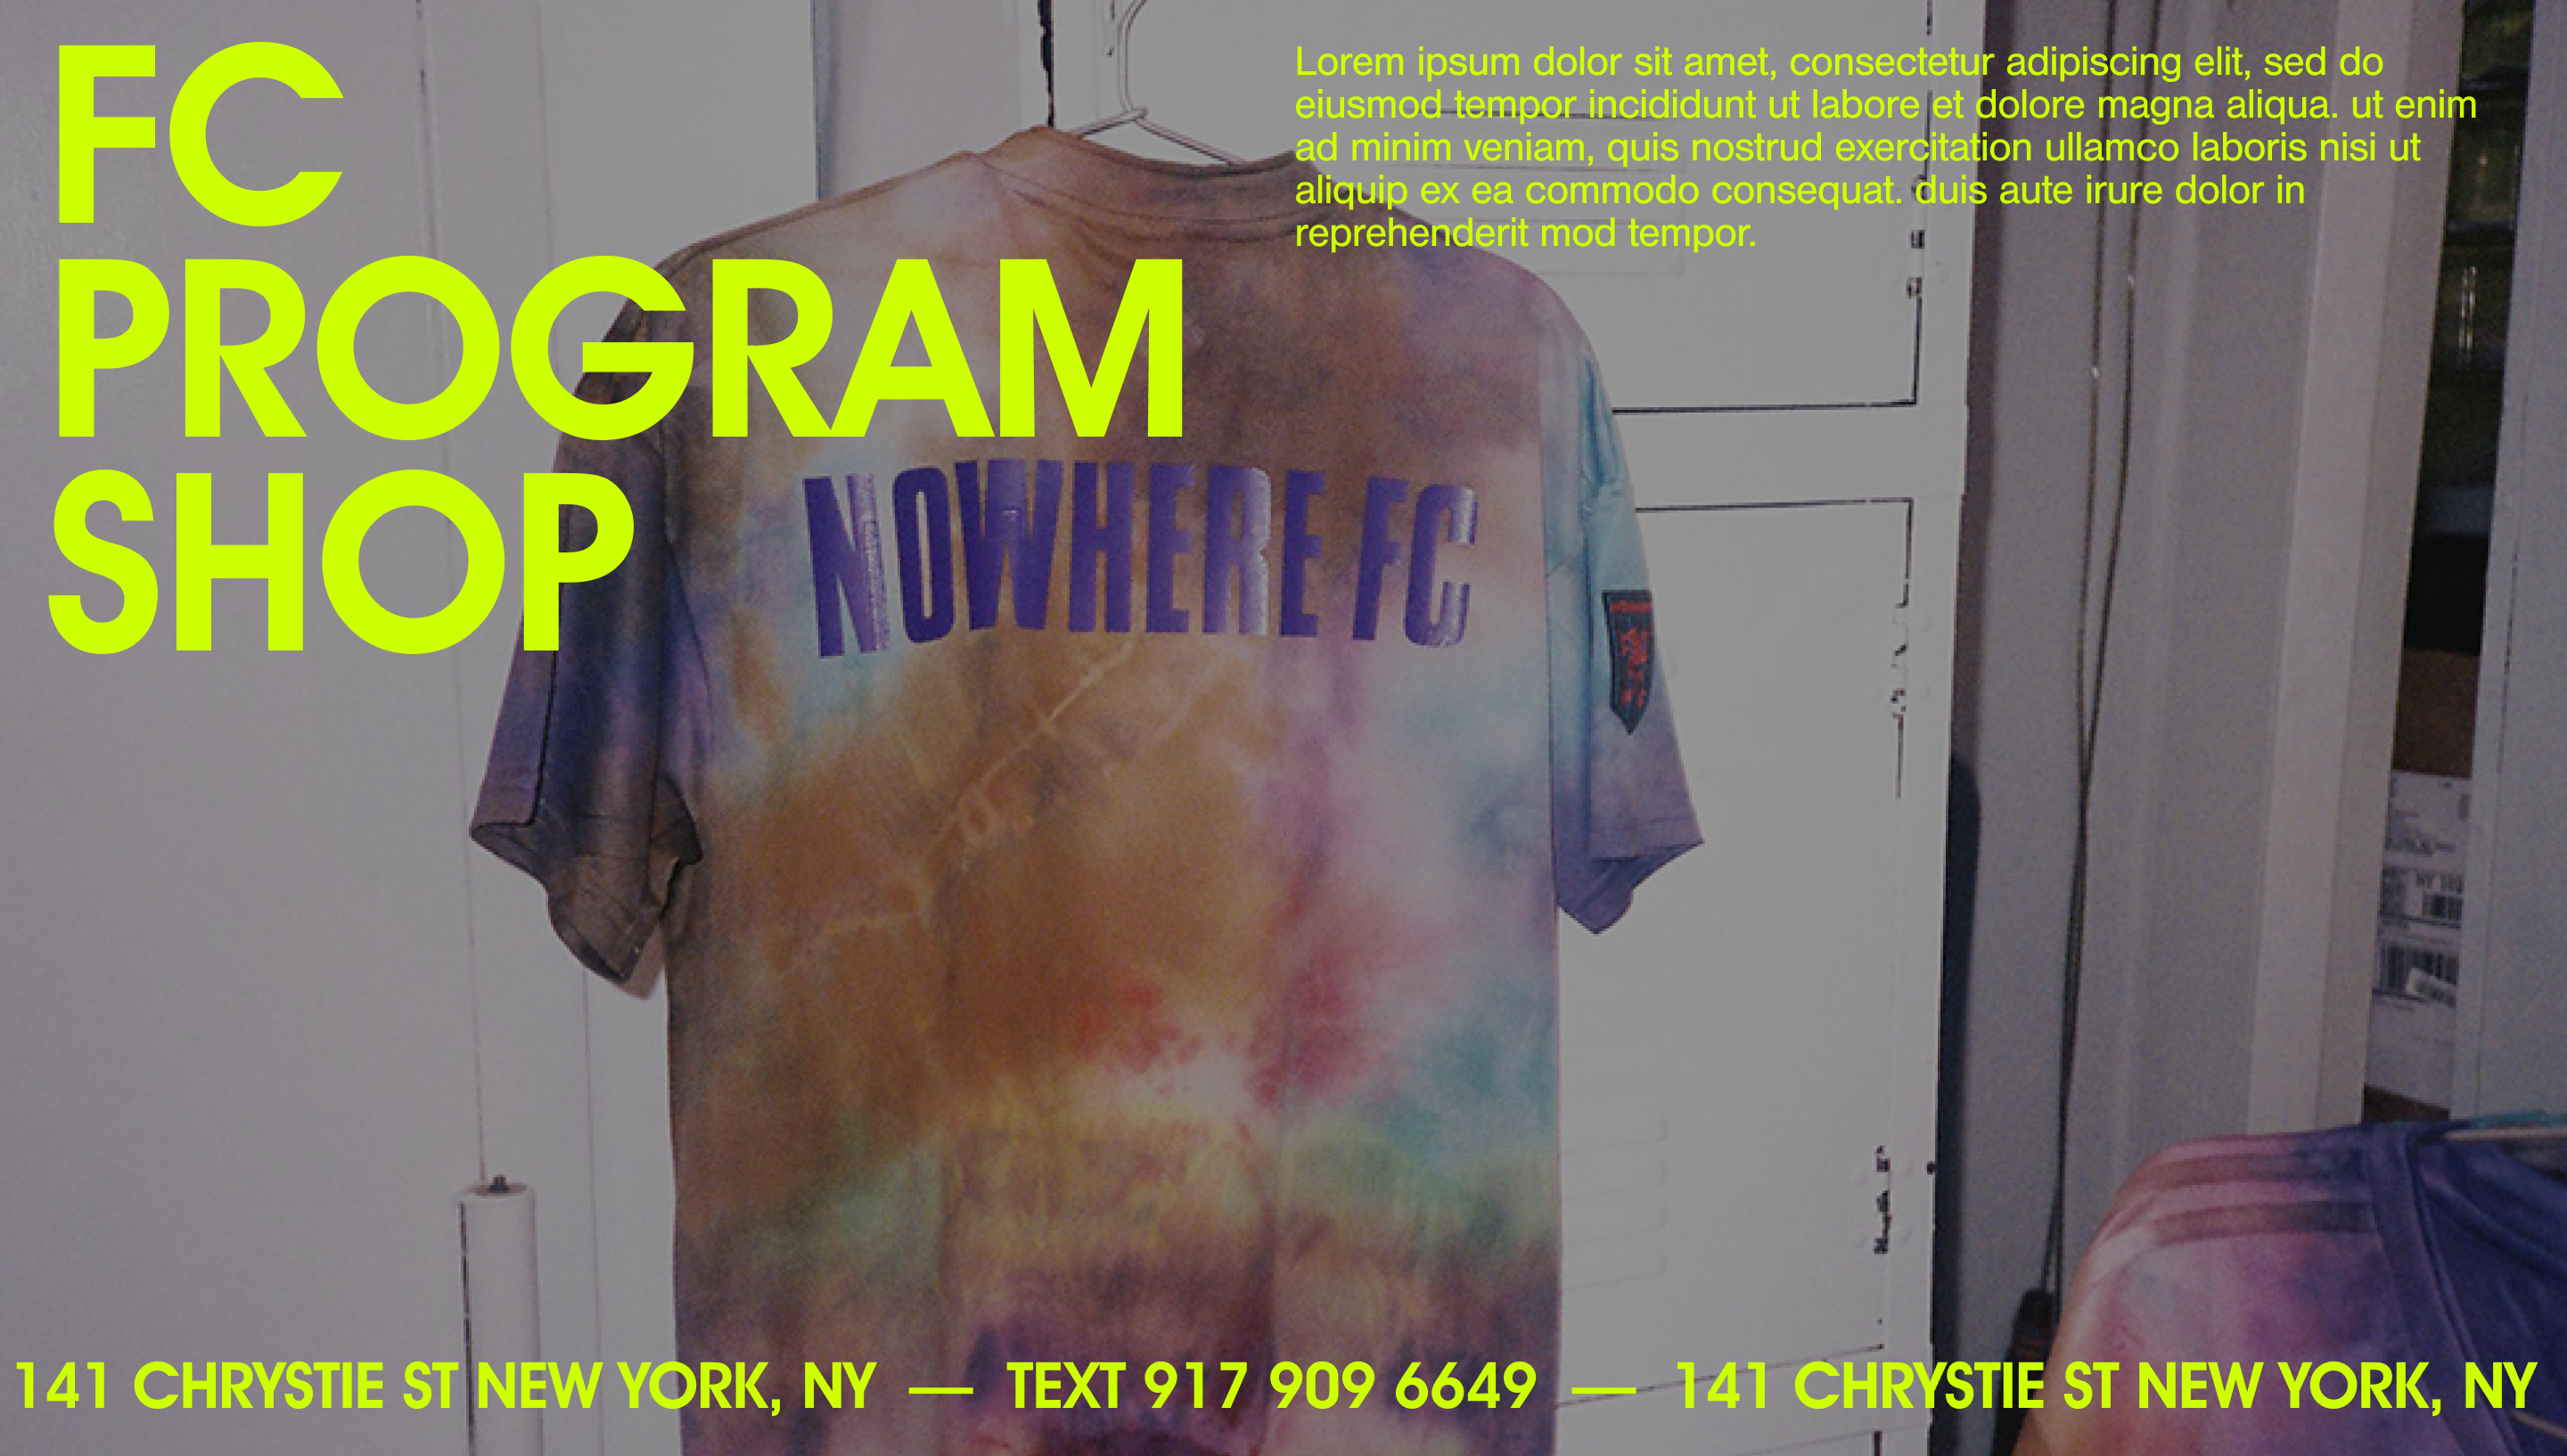 FC
PROGRAM
SHOP
Lorem ipsum dolor sit amet, consectetur adipiscing elit, sed do
eiusmod tempor incididunt ut labore et dolore magna aliqua. ut enim
ad minim veniam, quis nostrud exercitation ullamco laboris nisi ut
aliquip ex ea commodo consequat. duis aute irure dolor in
reprehenderit mod tempor.
NOWHERE FC
141 CHRYSTIE ST NEW YORK, NY — TEXT 917 909 6649 — 141 CHRYSTIE ST NEW YORK, NY